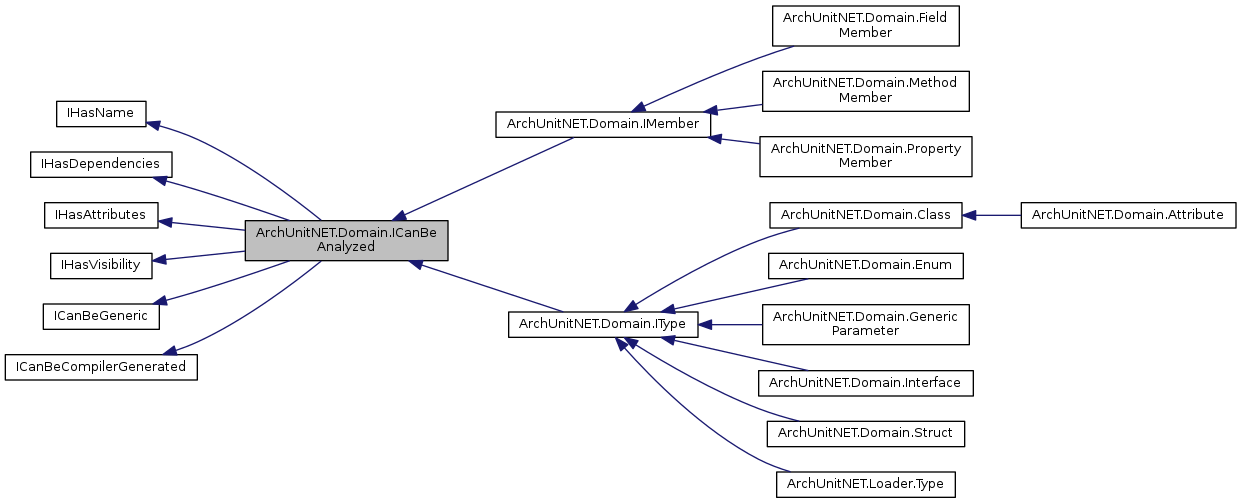 IHasName
IHasDependencies
IHasAttributes
IHasVisibility
ICanBeGeneric
ICanBeCompilerGenerated
ArchUnitNET.Domain.ICanBe
Analyzed
ArchUnitNET.Domain.IMember
ArchUnitNET.Domain.IType
ArchUnitNET.Domain.Field
Member
ArchUnitNET.Domain.Method
Member
ArchUnitNET.Domain.Property
Member
ArchUnitNET.Domain.Class
ArchUnitNET.Domain.Enum
ArchUnitNET.Domain.Generic
Parameter
ArchUnitNET.Domain.Interface
ArchUnitNET.Domain.Struct
ArchUnitNET.Loader.Type
ArchUnitNET.Domain.Attribute